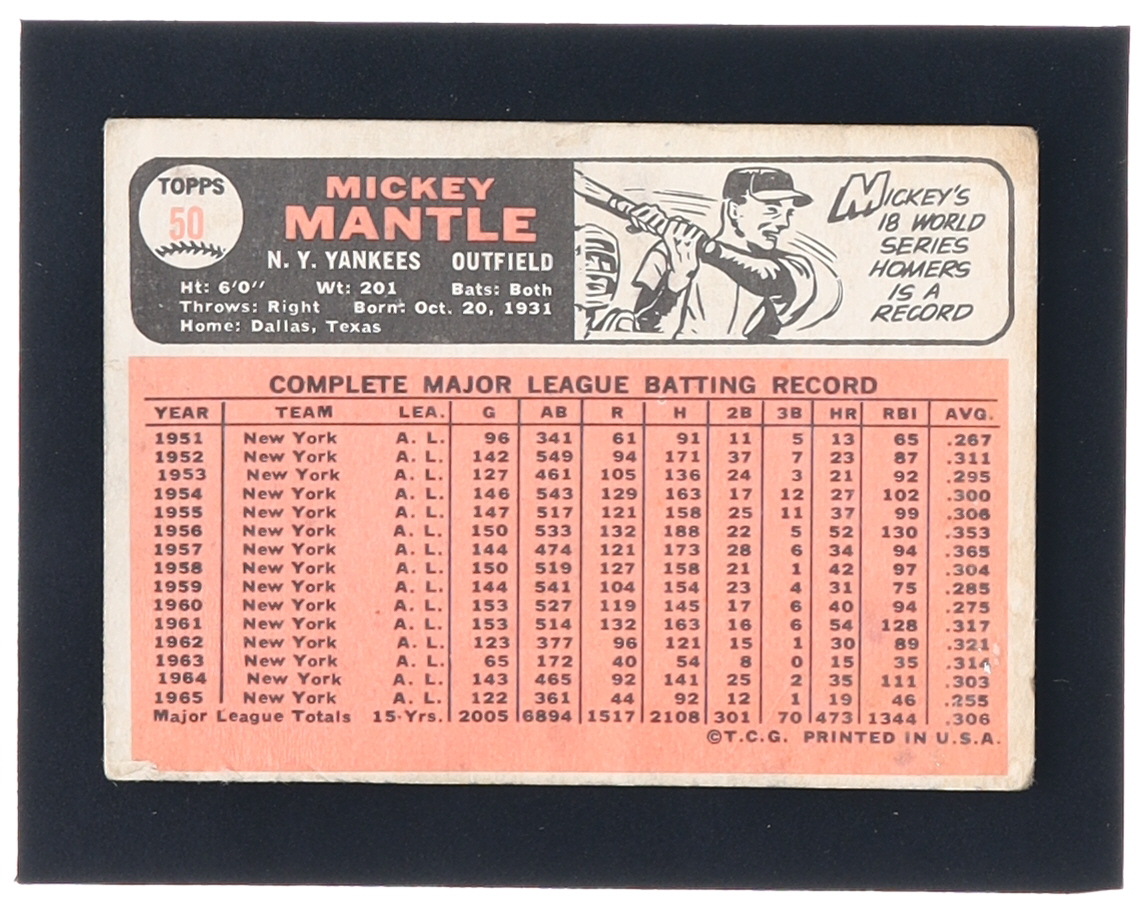 TOPPS
50
MICKEY
MANTLE
N. Y. YANKEES OUTFIELD
Ht: 6'0" Wt: 201 Bats: Both
Throws: Right Born: Oct. 20, 1931
Home: Dallas, Texas
MICKEY'S
18 WORLD
SERIES
HOMERS
IS A
RECORD
COMPLETE MAJOR LEAGUE BATTING RECORD
YEAR TEAM LEA. G AB R H 2B 3B HR RBI AVG.
1951 New York A. L. 96 341 61 91 11 5 13 65 .267
1952 New York A. L. 142 549 94 171 37 7 23 87 .311
1953 New York A. L. 127 461 105 136 24 3 21 92 .295
1954 New York A. L. 146 543 129 163 17 12 27 102 .300
1955 New York A. L. 147 517 121 158 25 11 37 99 .306
1956 New York A. L. 150 533 132 188 22 5 52 130 .353
1957 New York A. L. 144 474 121 173 28 6 34 94 .365
1958 New York A. L. 150 519 127 158 21 1 42 97 .304
1959 New York A. L. 144 541 104 154 23 4 31 75 .285
1960 New York A. L. 153 527 119 145 17 6 40 94 .275
1961 New York A. L. 153 514 132 163 16 6 54 128 .317
1962 New York A. L. 123 377 96 121 15 1 30 89 .321
1963 New York A. L. 65 172 40 54 8 0 15 35 .314
1964 New York A. L. 143 465 92 141 25 2 35 111 .303
1965 New York A. L. 122 361 44 92 12 1 19 46 .255
Major League Totals 15 Yrs. 2005 6894 1517 2108 301 70 473 1344 .306
©T.C.G. PRINTED IN U.S.A.